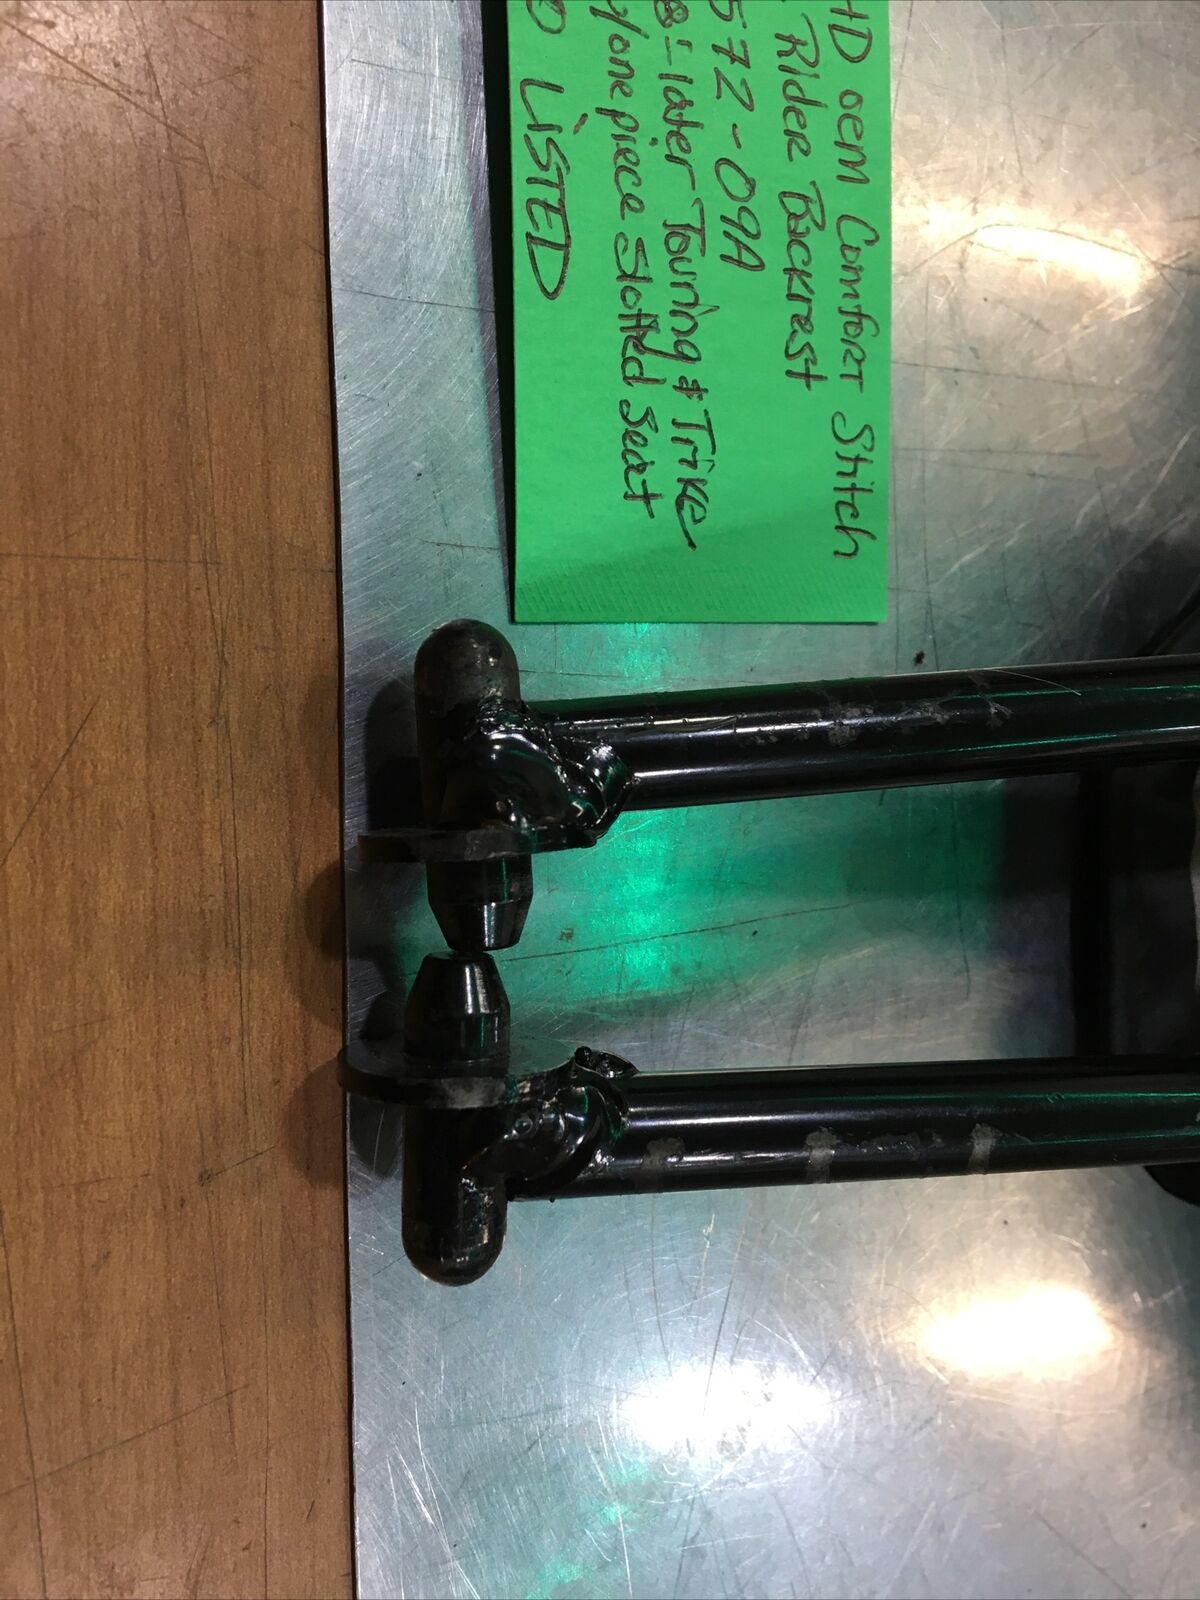 HD oem Comfort Stitch
Rider Backrest
572-09A
later Touring & Trike
/one piece slotted Seat
LiSTED